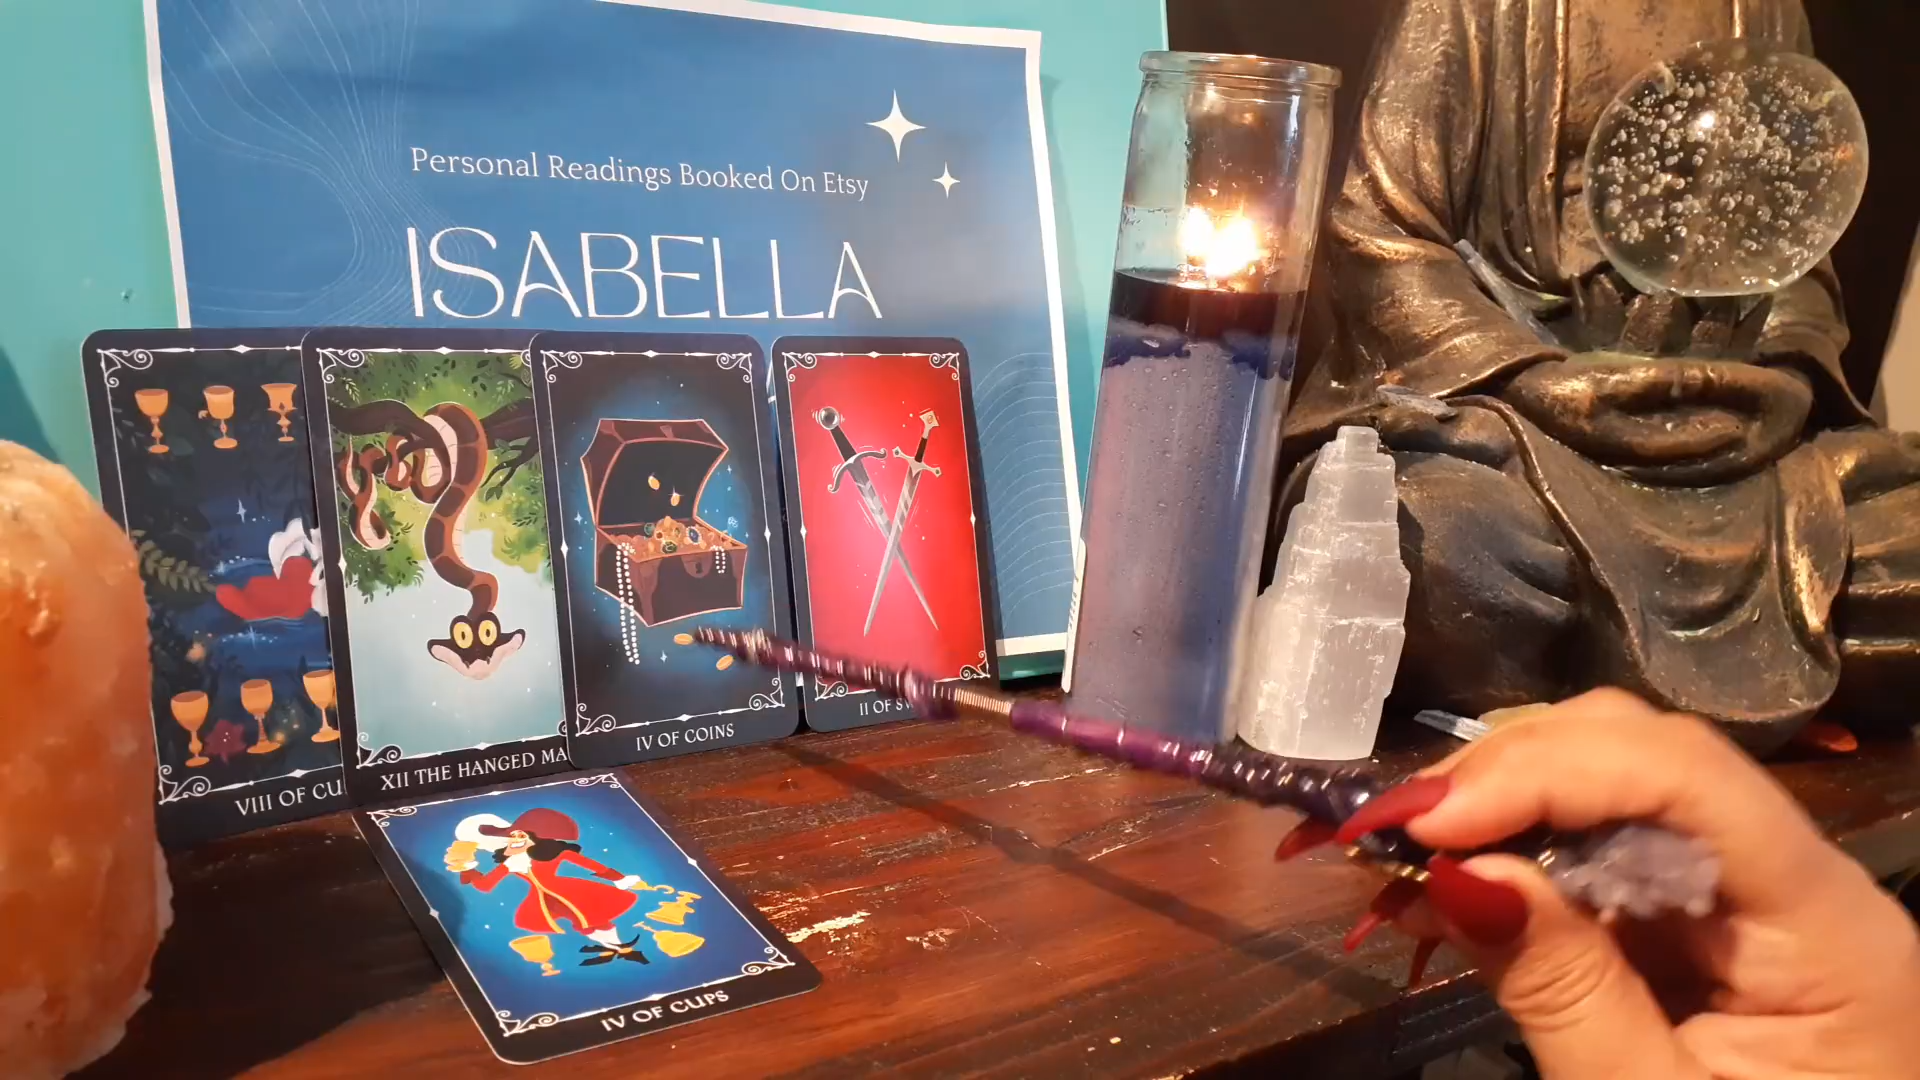 Personal Readings Booked On Etsy
ISABELLA
VIII OF CU
XII THE HANGED MA
IV OF COINS
II OF SW
IV OF CUPS